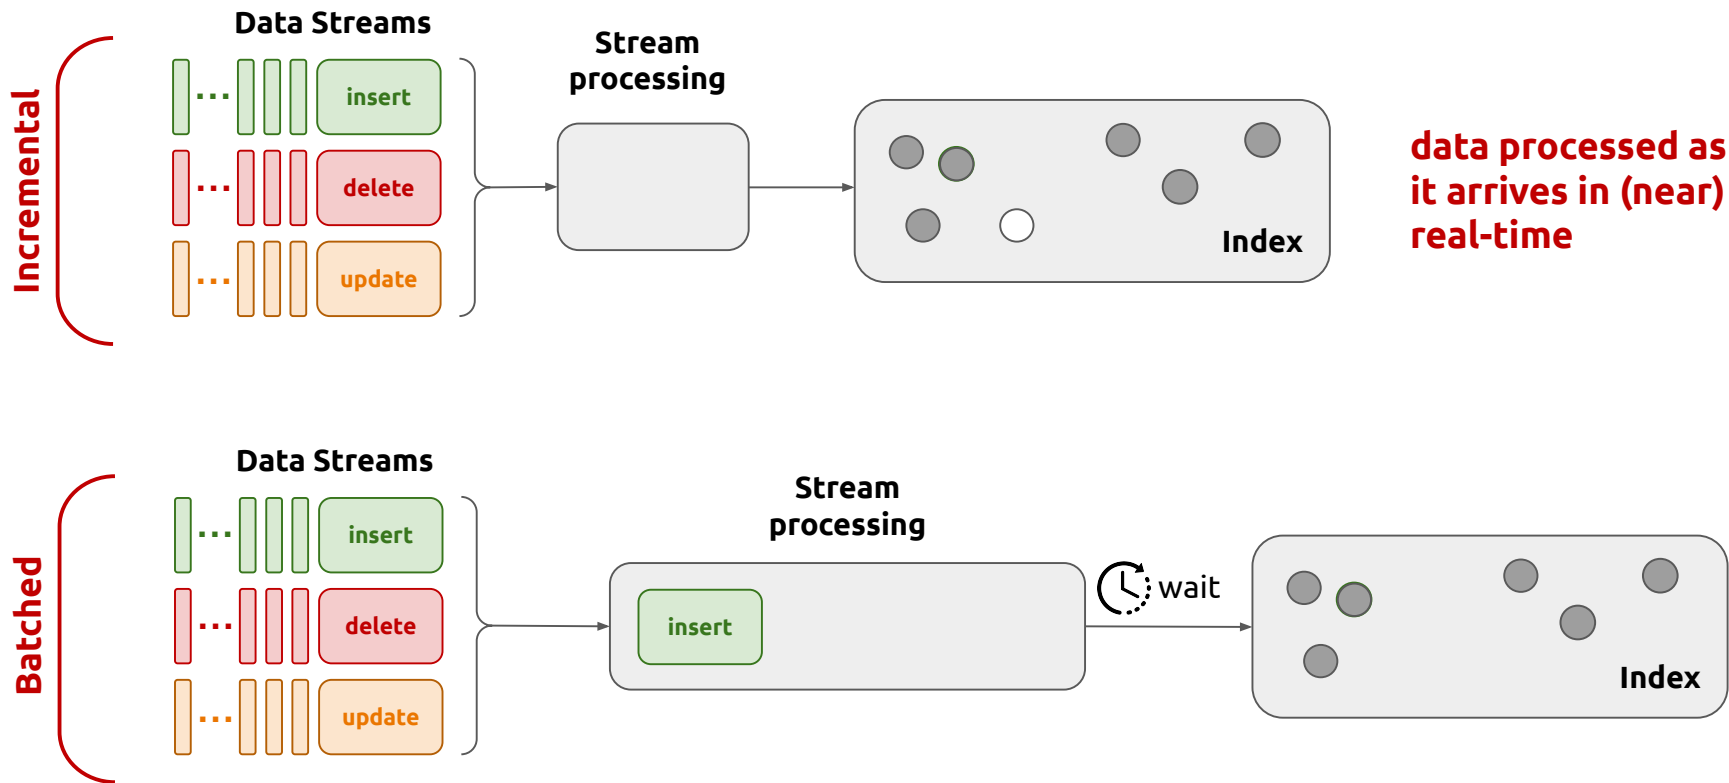 Incremental
Data Streams
insert
delete
update
Stream
processing
Index
data processed as
it arrives in (near)
real-time
Batched
Data Streams
insert
delete
update
Stream
processing
insert
wait
Index